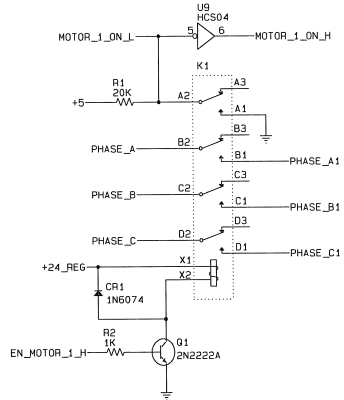 U9
HCS04
MOTOR_1_ON_L 5 6 MOTOR_1_ON_H
K1
R1
20K
+5
A2 A3
A1
PHASE_A B2 B3
B1 PHASE_A1
PHASE_B C2 C3
C1 PHASE_B1
PHASE_C D2 D3
D1 PHASE_C1
+24_REG X1
X2
CR1
1N6074
R2
1K
EN_MOTOR_1_H
Q1
2N2222A